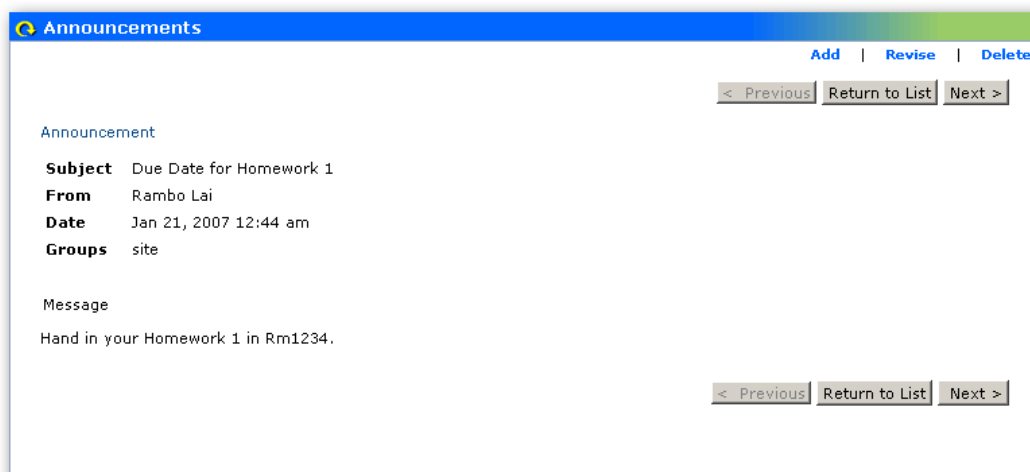 Announcements
Add | Revise | Delete
< Previous Return to List Next >
Announcement
Subject Due Date for Homework 1
From Rambo Lai
Date Jan 21, 2007 12:44 am
Groups site
Message
Hand in your Homework 1 in Rm1234.
< Previous Return to List Next >